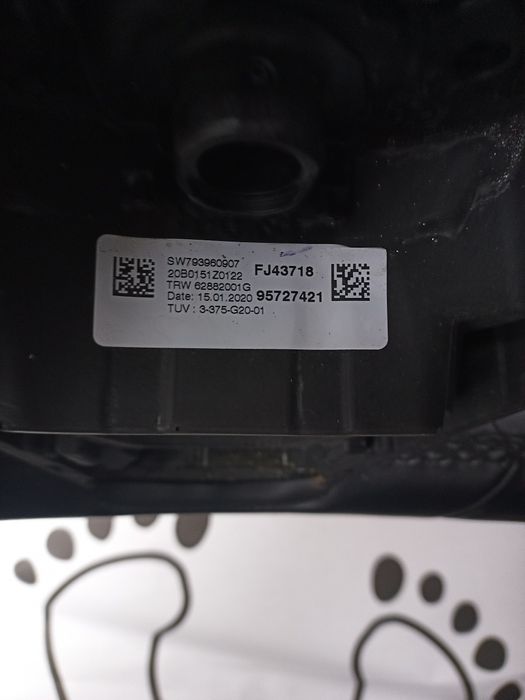 SW793960907
20B0151Z0122 FJ43718
TRW 62882001G
Date: 15.01.2020 95727421
TUV : 3-375-G20-01